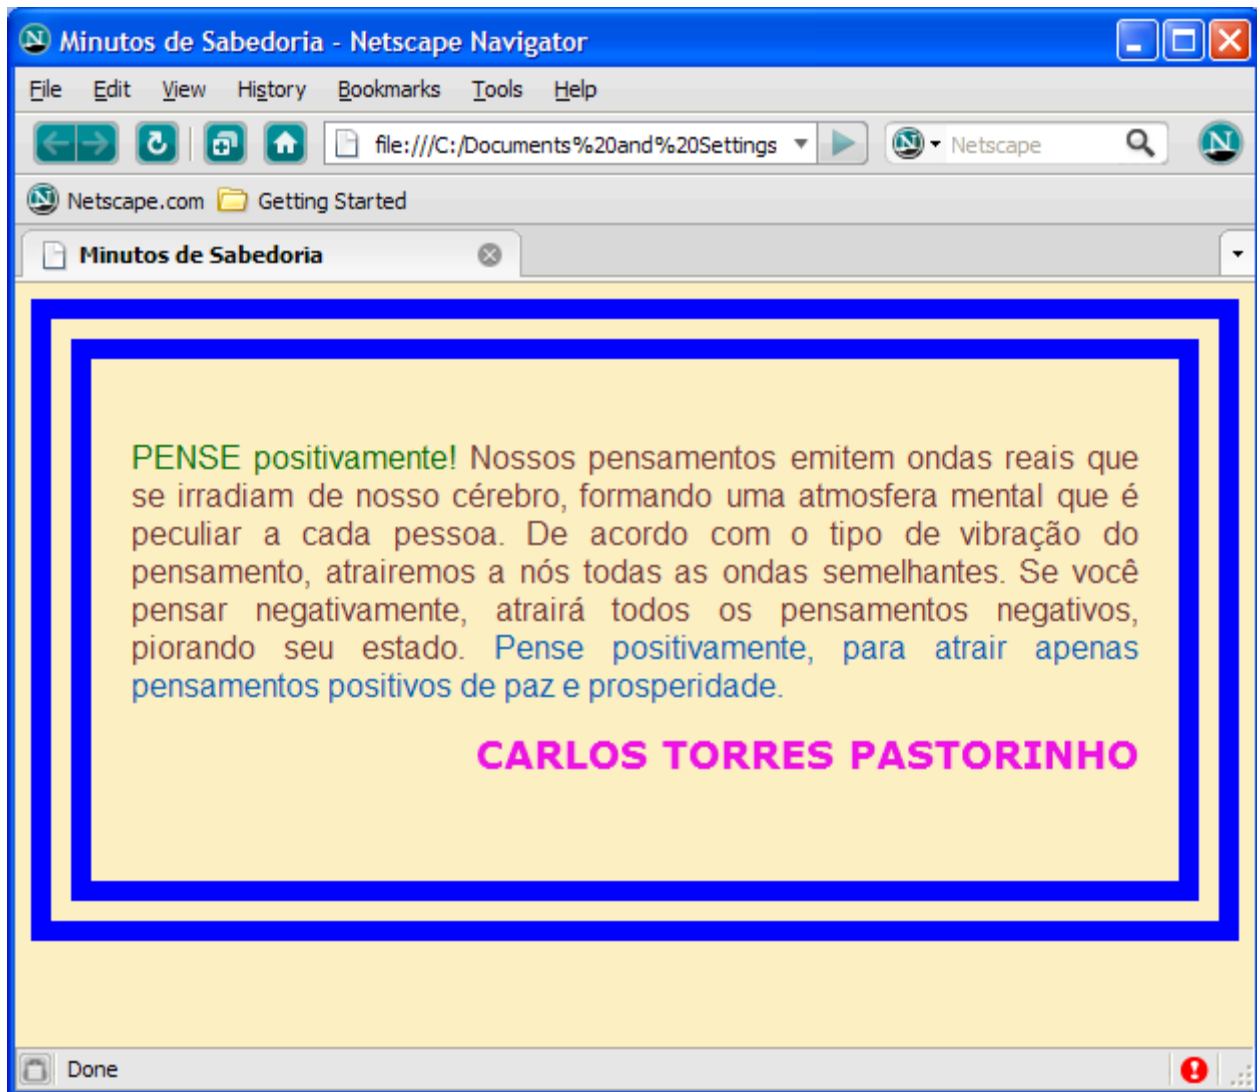 Minutos de Sabedoria - Netscape Navigator
File Edit View History Bookmarks Tools Help
file:///C:/Documents%20and%20Settings N Netscape N
N Netscape.com Getting Started
Minutos de Sabedoria
PENSE positivamente! Nossos pensamentos emitem ondas reais que
se irradiam de nosso cérebro, formando uma atmosfera mental que é
peculiar a cada pessoa. De acordo com o tipo de vibração do
pensamento, atrairemos a nós todas as ondas semelhantes. Se você
pensar negativamente, atrairá todos os pensamentos negativos,
piorando seu estado. Pense positivamente, para atrair apenas
pensamentos positivos de paz e prosperidade.
CARLOS TORRES PASTORINHO
Done